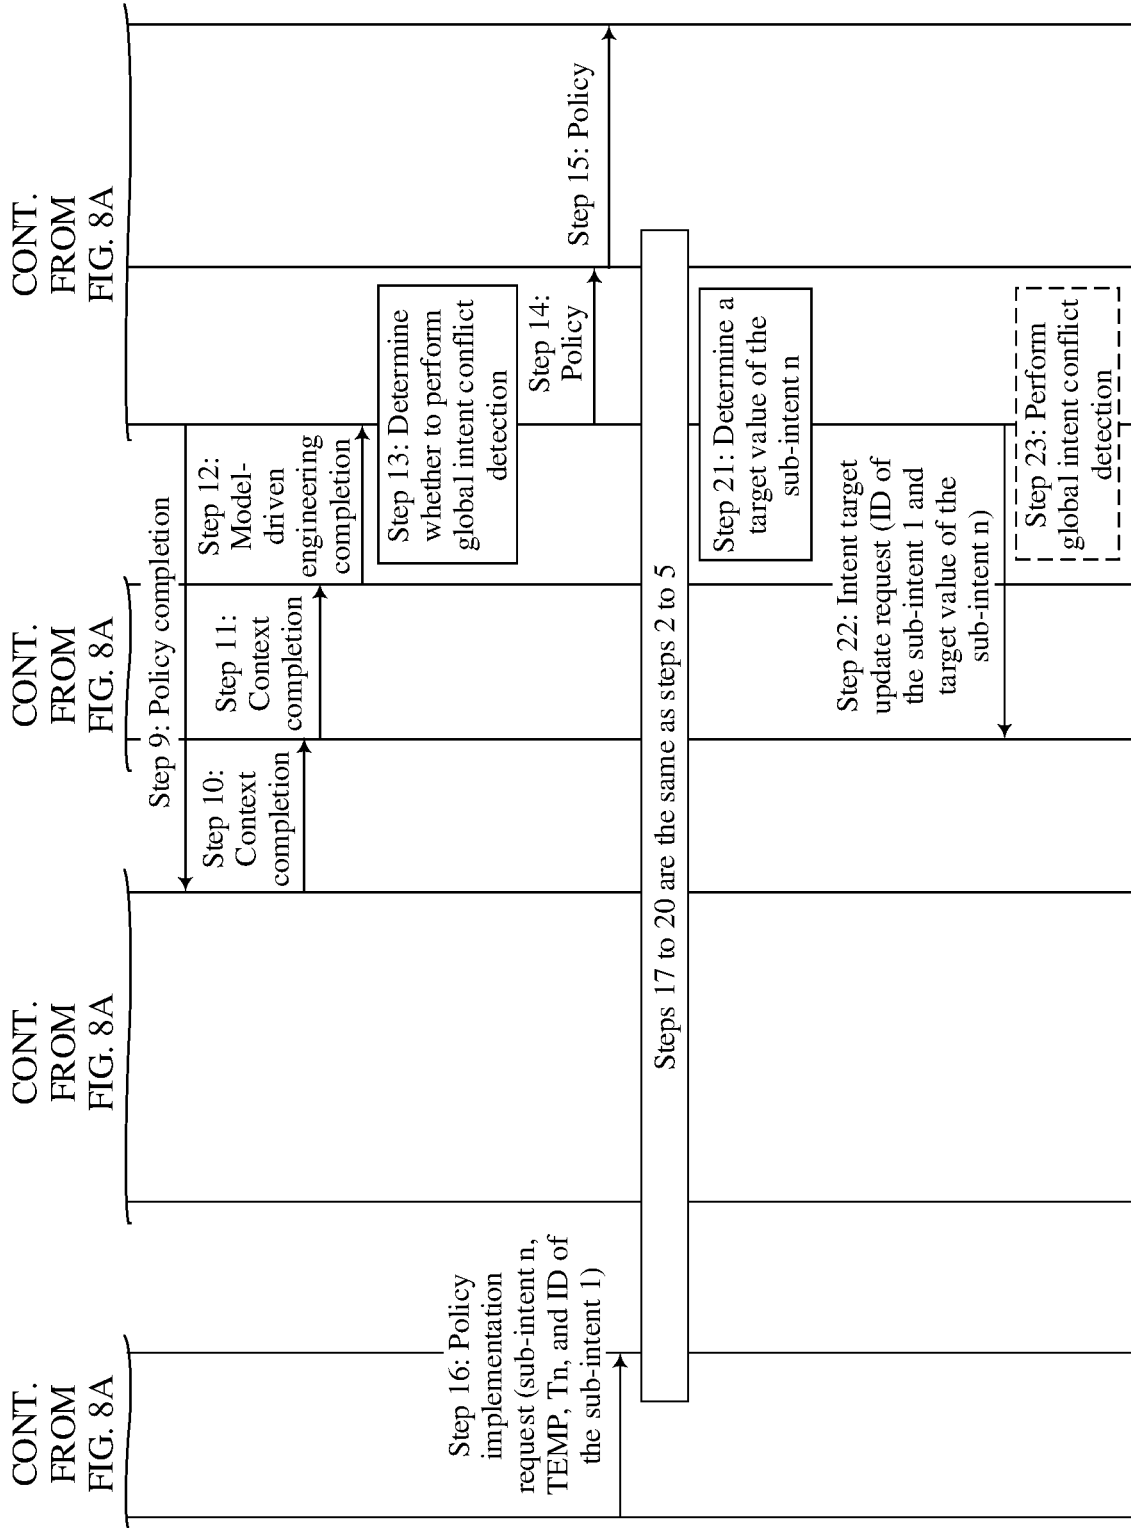 CONT.
FROM
FIG. 8A
CONT.
FROM
FIG. 8A
CONT.
FROM
FIG. 8A
CONT.
FROM
FIG. 8A
Step 9: Policy completion
Step 10:
Context
completion
Step 11:
Context
completion
Step 12:
Model-
driven
engineering
completion
Step 13: Determine
whether to perform
global intent conflict
detection
Step 14:
Policy
Step 15: Policy
Step 16: Policy
implementation
request (sub-intent n,
TEMP, Tn, and ID of
the sub-intent 1)
Steps 17 to 20 are the same as steps 2 to 5
Step 21: Determine a
target value of the
sub-intent n
Step 22: Intent target
update request (ID of
the sub-intent 1 and
target value of the
sub-intent n)
Step 23: Perform
global intent conflict
detection